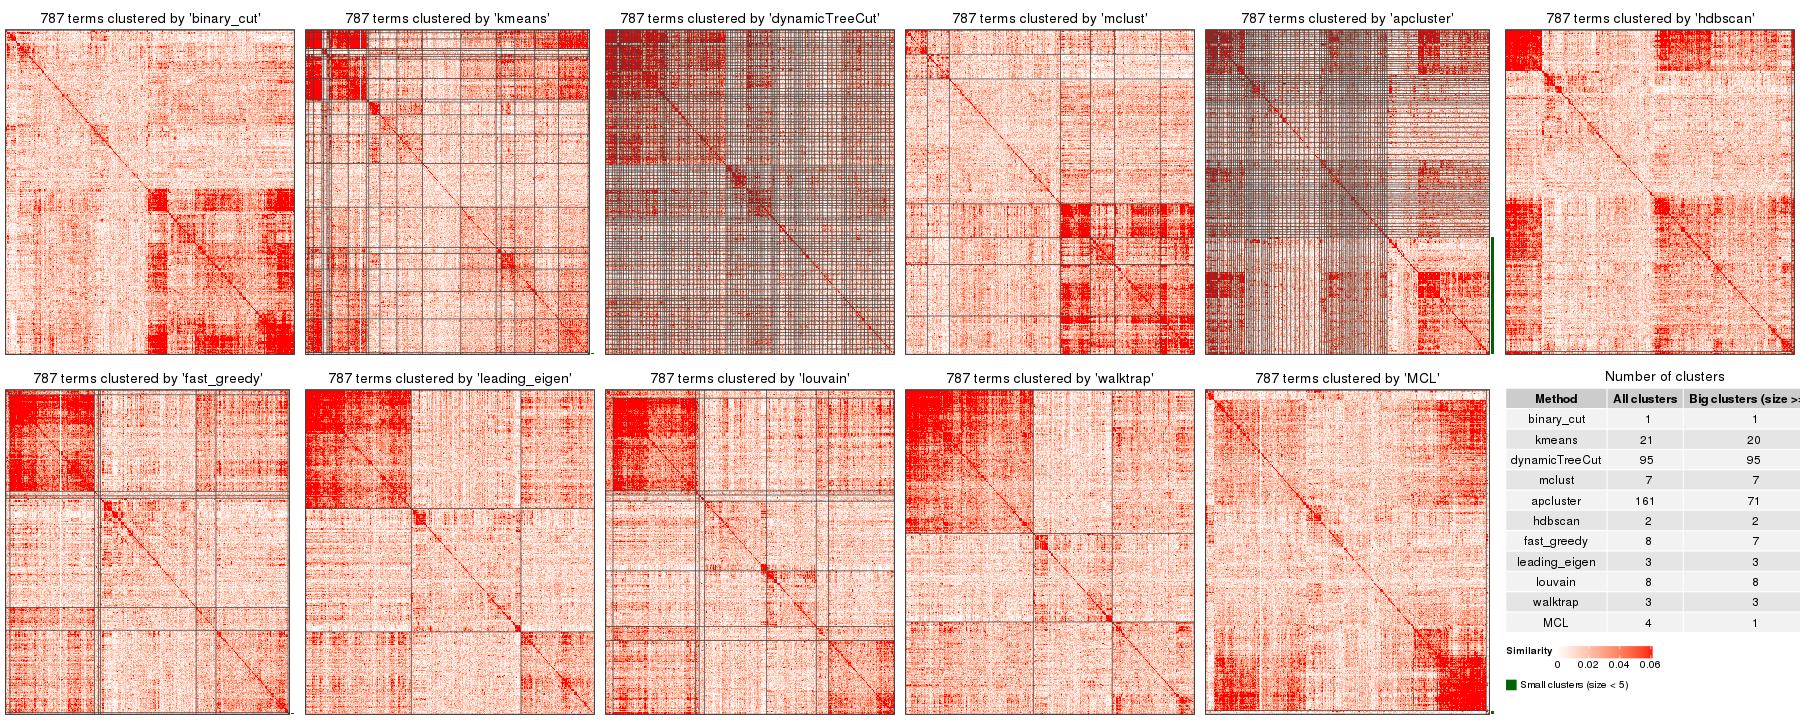 787 terms clustered by 'binary_cut'
787 terms clustered by 'kmeans'
787 terms clustered by 'dynamicTreeCut'
787 terms clustered by 'mclust'
787 terms clustered by 'apcluster'
787 terms clustered by 'hdbscan'
787 terms clustered by 'fast_greedy'
787 terms clustered by 'leading_eigen'
787 terms clustered by 'louvain'
787 terms clustered by 'walktrap'
787 terms clustered by 'MCL'
Number of clusters
Method All clusters Big clusters (size >=
binary_cut 1 1
kmeans 21 20
dynamicTreeCut 95 95
mclust 7 7
apcluster 161 71
hdbscan 2 2
fast_greedy 8 7
leading_eigen 3 3
louvain 8 8
walktrap 3 3
MCL 4 1
Similarity
0 0.02 0.04 0.06
Small clusters (size < 5)